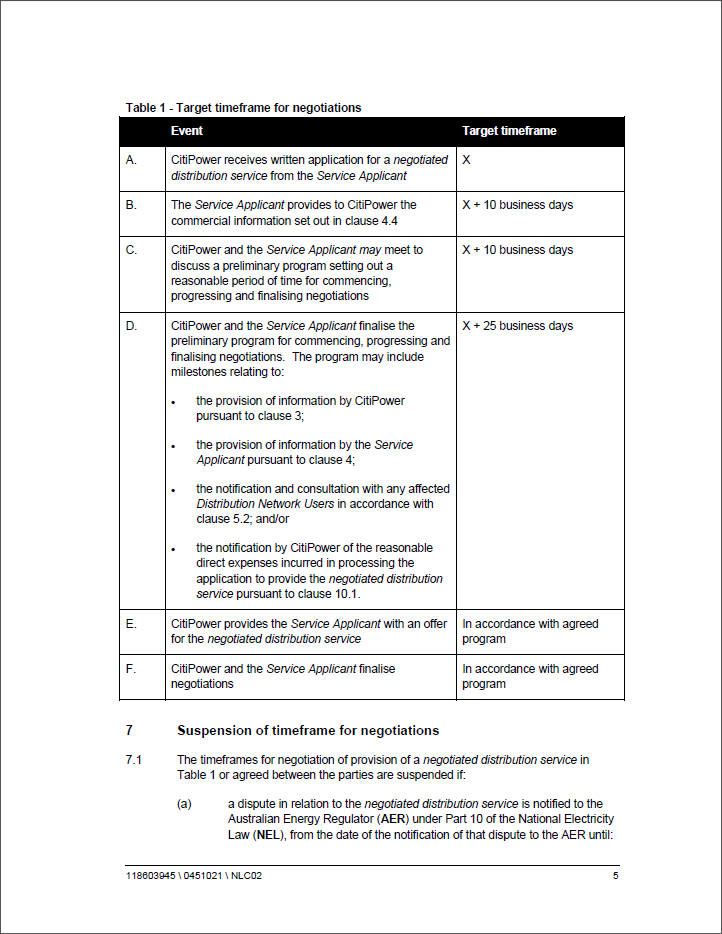 Table 1 - Target timeframe for negotiations
Event Target timeframe
A. CitiPower receives written application for a negotiated X
distribution service from the Service Applicant
B. The Service Applicant provides to CitiPower the X + 10 business days
commercial information set out in clause 4.4
C. CitiPower and the Service Applicant may meet to X + 10 business days
discuss a preliminary program setting out a
reasonable period of time for commencing,
progressing and finalising negotiations
D. CitiPower and the Service Applicant finalise the X + 25 business days
preliminary program for commencing, progressing and
finalising negotiations. The program may include
milestones relating to:
• the provision of information by CitiPower
pursuant to clause 3;
• the provision of information by the Service
Applicant pursuant to clause 4;
• the notification and consultation with any affected
Distribution Network Users in accordance with
clause 5.2; and/or
• the notification by CitiPower of the reasonable
direct expenses incurred in processing the
application to provide the negotiated distribution
service pursuant to clause 10.1.
E. CitiPower provides the Service Applicant with an offer In accordance with agreed
for the negotiated distribution service program
F. CitiPower and the Service Applicant finalise In accordance with agreed
negotiations program
7 Suspension of timeframe for negotiations
7.1 The timeframes for negotiation of provision of a negotiated distribution service in
Table 1 or agreed between the parties are suspended if:
(a) a dispute in relation to the negotiated distribution service is notified to the
Australian Energy Regulator (AER) under Part 10 of the National Electricity
Law (NEL), from the date of the notification of that dispute to the AER until:
118603945 \ 0451021 \ NLC02 5